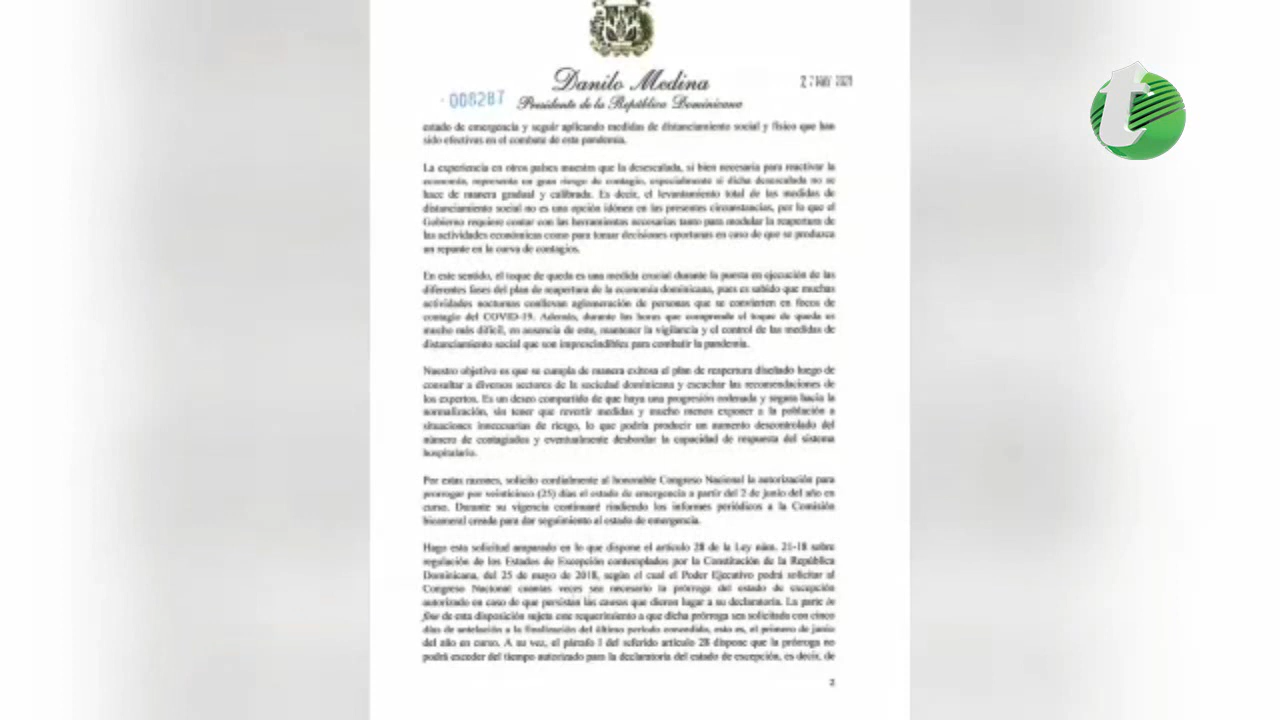 Danilo Medina
Presidente de la República Dominicana
008287
27 MAY 2020
estado de emergencia y seguir aplicando medidas de distanciamiento social y físico que han
sido efectivas en el combate de esta pandemia.
La experiencia en otros países muestra que la desescalada, si bien necesaria para reactivar la
economía, representa un gran riesgo de contagio, especialmente si dicha desescalada no se
hace de manera gradual y calibrada. Es decir, el levantamiento total de las medidas de
distanciamiento social no es una opción idónea en las presentes circunstancias, por lo que el
Gobierno requiere contar con las herramientas necesarias tanto para modular la reapertura de
las actividades económicas como para tomar decisiones oportunas en caso de que se produzca
un repunte en la curva de contagios.
En este sentido, el toque de queda es una medida crucial durante la puesta en ejecución de las
diferentes fases del plan de reapertura de la economía dominicana, pues es sabido que muchas
actividades nocturnas conllevan aglomeración de personas que se convierten en focos de
contagio del COVID-19. Además, durante las horas que comprende el toque de queda es
mucho más difícil, en ausencia de este, mantener la vigilancia y el control de las medidas de
distanciamiento social que son imprescindibles para combatir la pandemia.
Nuestro objetivo es que se cumpla de manera exitosa el plan de reapertura diseñado luego de
consultar a diversos sectores de la sociedad dominicana y escuchar las recomendaciones de
los expertos. Es un deseo compartido de que haya una progresión ordenada y segura hacia la
normalización, sin tener que revertir medidas y mucho menos exponer a la población a
situaciones innecesarias de riesgo, lo que podría producir un aumento descontrolado del
número de contagiados y eventualmente desbordar la capacidad de respuesta del sistema
hospitalario.
Por estas razones, solicito cordialmente al honorable Congreso Nacional la autorización para
prorrogar por veinticinco (25) días el estado de emergencia a partir del 2 de junio del año en
curso. Durante su vigencia continuaré rindiendo los informes periódicos a la Comisión
bicameral creada para dar seguimiento al estado de emergencia.
Hago esta solicitud amparado en lo que dispone el artículo 28 de la Ley núm. 21-18 sobre
regulación de los Estados de Excepción contemplados por la Constitución de la República
Dominicana, del 25 de mayo de 2018, según el cual el Poder Ejecutivo podrá solicitar al
Congreso Nacional cuantas veces sea necesario la prórroga del estado de excepción
autorizado en caso de que persistan las causas que dieron lugar a su declaratoria. La parte in
fine de esta disposición sujeta este requerimiento a que dicha prórroga sea solicitada con cinco
días de antelación a la finalización del último período concedido, esto es, el primero de junio
del año en curso. A su vez, el párrafo I del referido artículo 28 dispone que la prórroga no
podrá exceder del tiempo autorizado para la declaratoria del estado de excepción, es decir, de
2
t